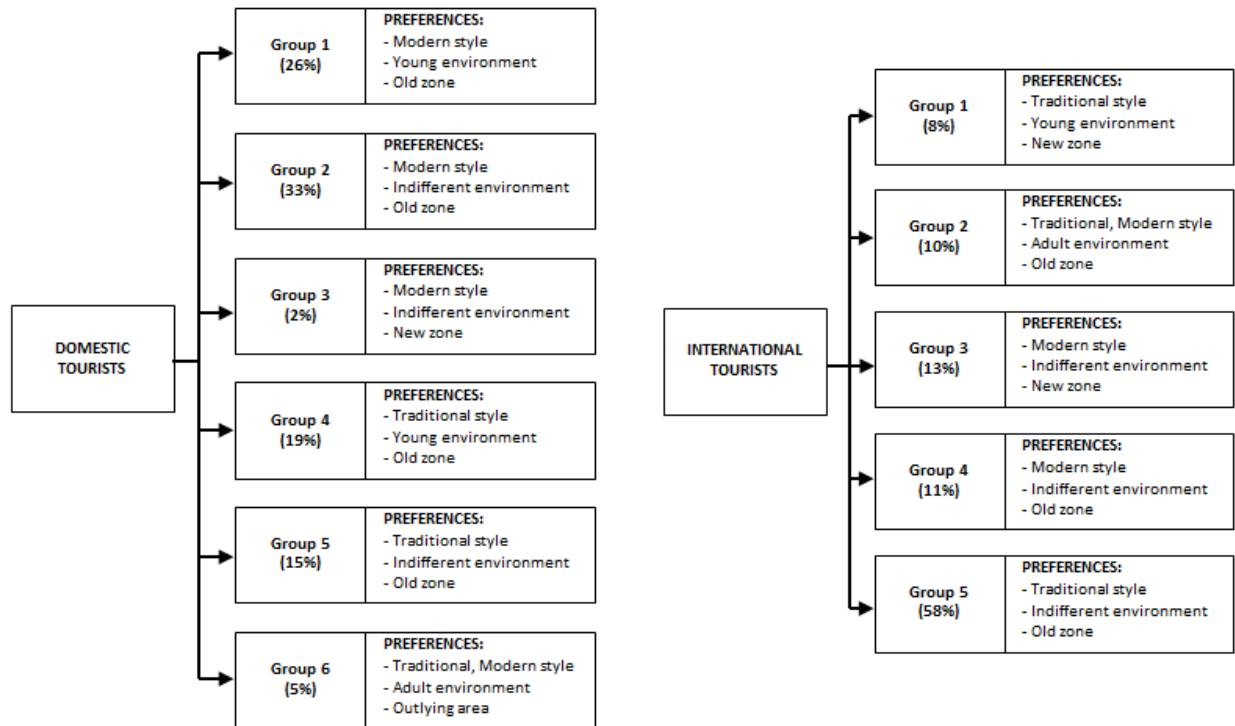 DOMESTIC
TOURISTS
Group 1
(26%)
PREFERENCES:
- Modern style
- Young environment
- Old zone
Group 2
(33%)
PREFERENCES:
- Modern style
- Indifferent environment
- Old zone
Group 3
(2%)
PREFERENCES:
- Modern style
- Indifferent environment
- New zone
Group 4
(19%)
PREFERENCES:
- Traditional style
- Young environment
- Old zone
Group 5
(15%)
PREFERENCES:
- Traditional style
- Indifferent environment
- Old zone
Group 6
(5%)
PREFERENCES:
- Traditional, Modern style
- Adult environment
- Outlying area
INTERNATIONAL
TOURISTS
Group 1
(8%)
PREFERENCES:
- Traditional style
- Young environment
- New zone
Group 2
(10%)
PREFERENCES:
- Traditional, Modern style
- Adult environment
- Old zone
Group 3
(13%)
PREFERENCES:
- Modern style
- Indifferent environment
- New zone
Group 4
(11%)
PREFERENCES:
- Modern style
- Indifferent environment
- Old zone
Group 5
(58%)
PREFERENCES:
- Traditional style
- Indifferent environment
- Old zone